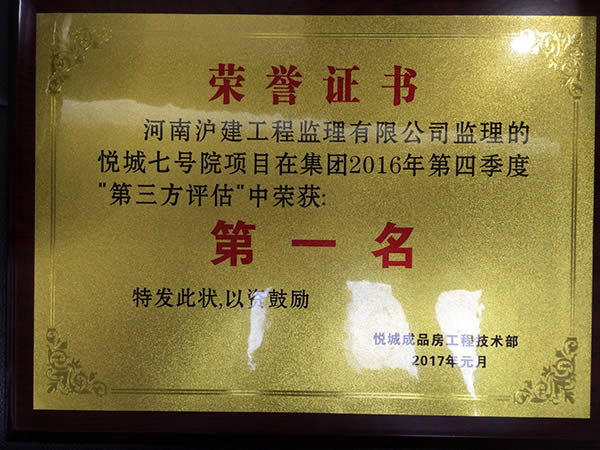 荣誉证书
河南沪建工程监理有限公司监理的
悦城七号院项目在集团2016年第四季度
"第三方评估"中荣获:
第一名
特发此状,以资鼓励
悦城成品房工程技术部
2017年元月